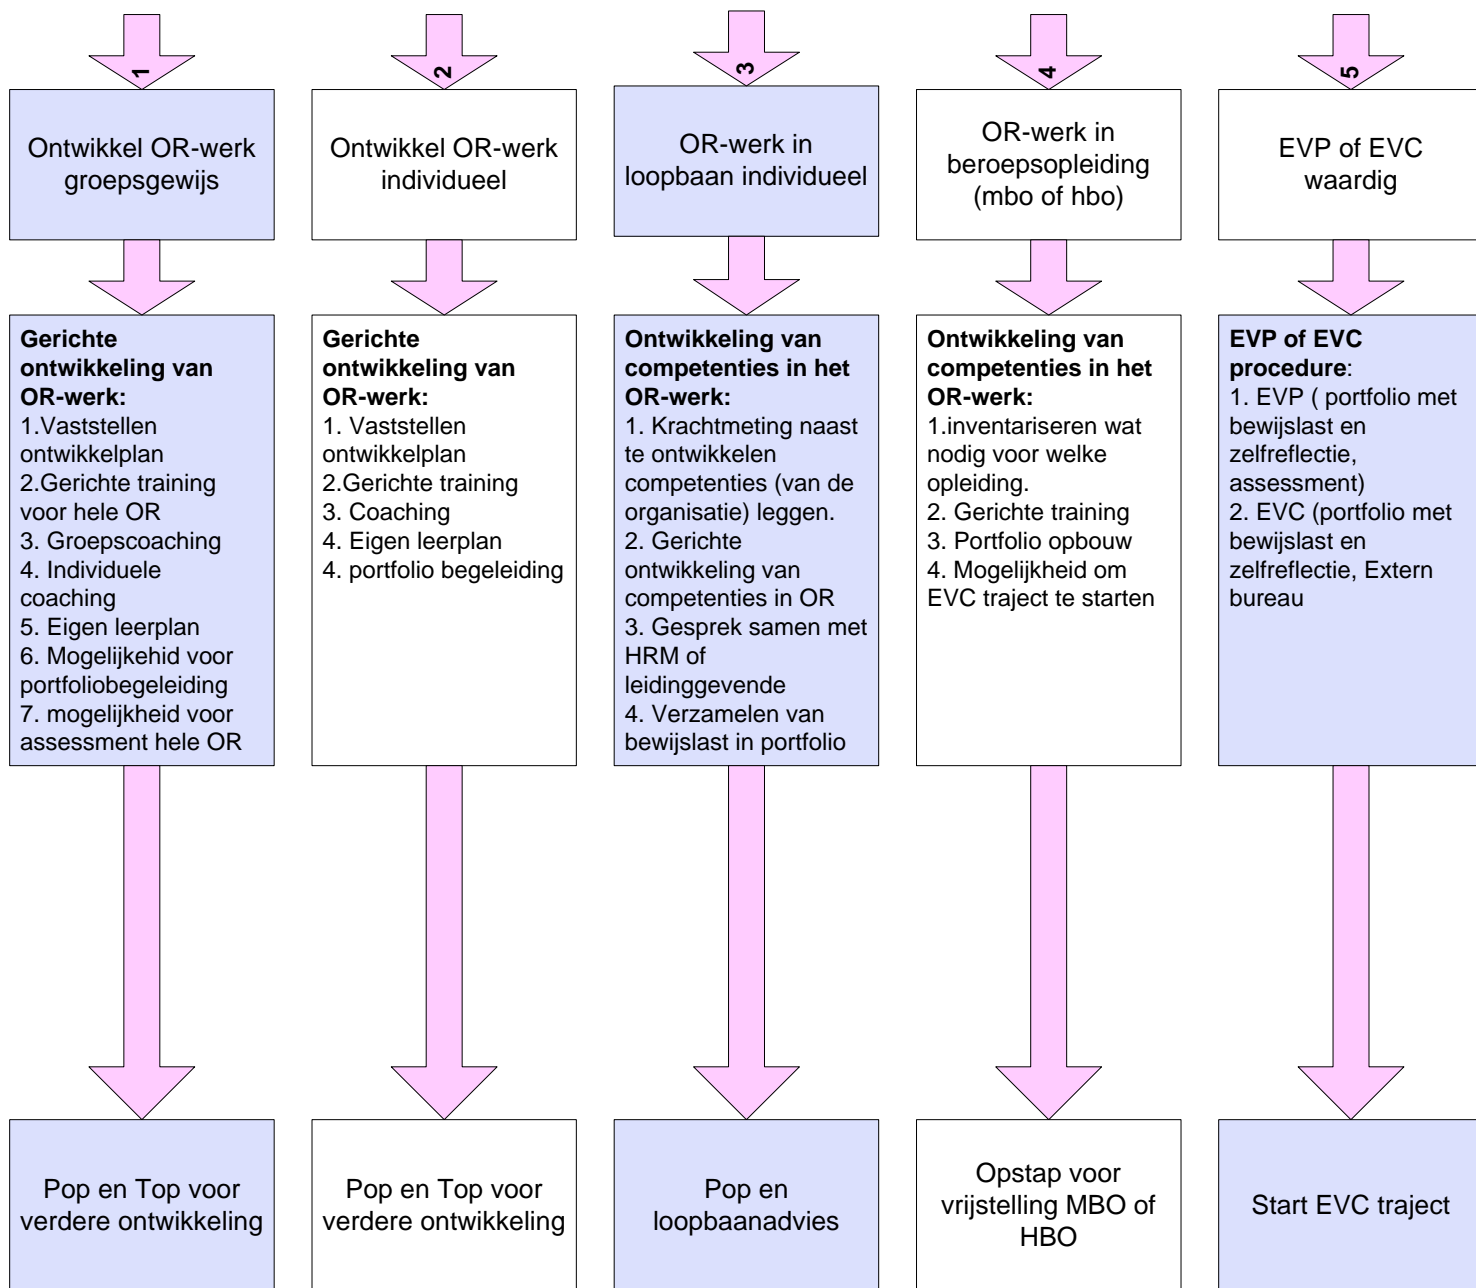 1
2
3
4
5
Ontwikkel OR-werk
groepsgewijs
Ontwikkel OR-werk
individueel
OR-werk in
loopbaan individueel
OR-werk in
beroepsopleiding
(mbo of hbo)
EVP of EVC
waardig
Gerichte
ontwikkeling van
OR-werk:
1.Vaststellen
ontwikkelplan
2.Gerichte training
voor hele OR
3. Groepscoaching
4. Individuele
coaching
5. Eigen leerplan
6. Mogelijkehid voor
portfoliobegeleiding
7. mogelijkheid voor
assessment hele OR
Gerichte
ontwikkeling van
OR-werk:
1. Vaststellen
ontwikkelplan
2.Gerichte training
3. Coaching
4. Eigen leerplan
4. portfolio begeleiding
Ontwikkeling van
competenties in het
OR-werk:
1. Krachtmeting naast
te ontwikkelen
competenties (van de
organisatie) leggen.
2. Gerichte
ontwikkeling van
competenties in OR
3. Gesprek samen met
HRM of
leidinggevende
4. Verzamelen van
bewijslast in portfolio
Ontwikkeling van
competenties in het
OR-werk:
1.inventariseren wat
nodig voor welke
opleiding.
2. Gerichte training
3. Portfolio opbouw
4. Mogelijkheid om
EVC traject te starten
EVP of EVC
procedure:
1. EVP ( portfolio met
bewijslast en
zelfreflectie,
assessment)
2. EVC (portfolio met
bewijslast en
zelfreflectie, Extern
bureau
Pop en Top voor
verdere ontwikkeling
Pop en Top voor
verdere ontwikkeling
Pop en
loopbaanadvies
Opstap voor
vrijstelling MBO of
HBO
Start EVC traject